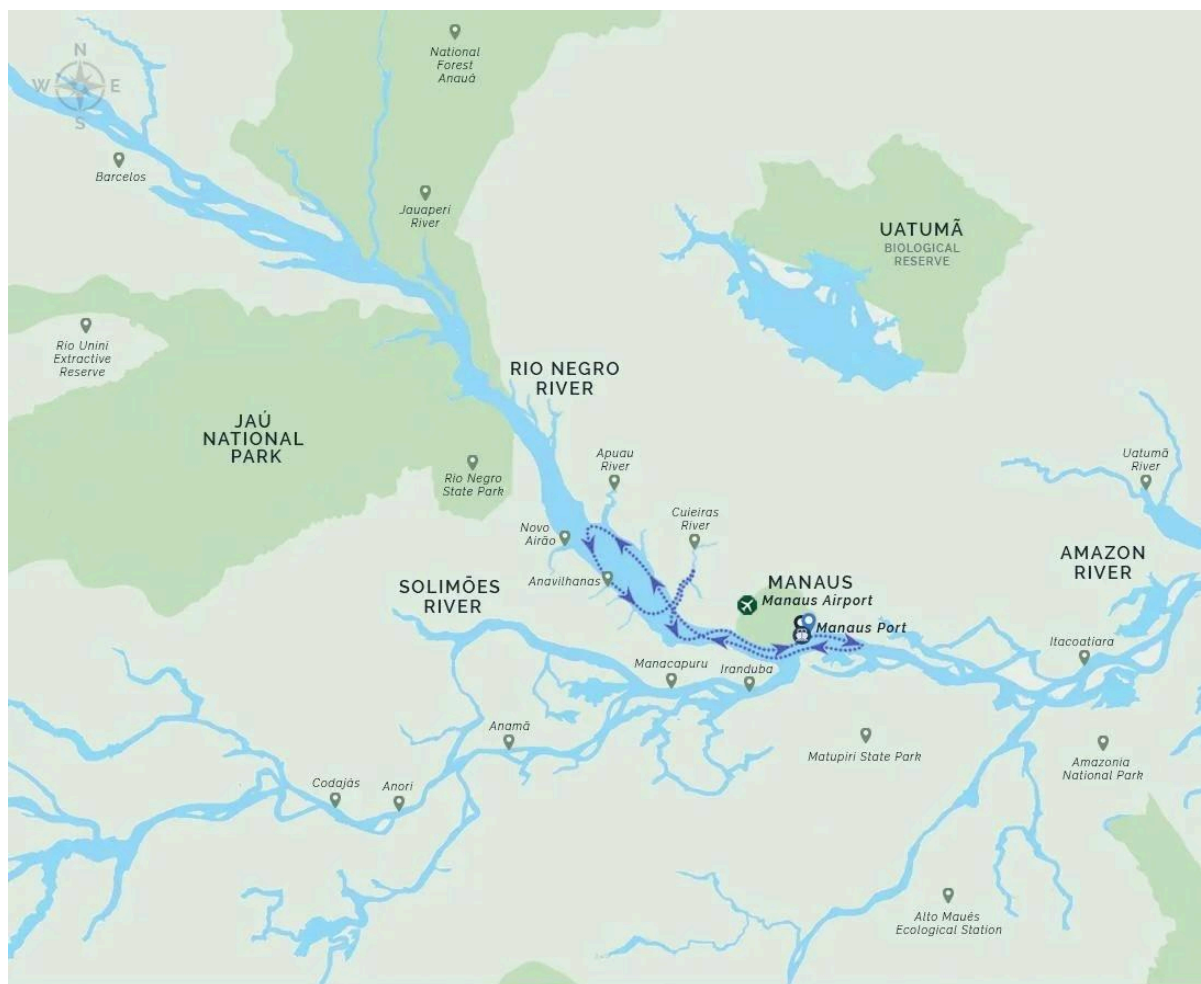 N
W
E
S
National
Forest
Anauá
Barcelos
Jauaperi
River
UATUMÃ
BIOLOGICAL
RESERVE
Rio Unini
Extractive
Reserve
RIO NEGRO
RIVER
JAÚ
NATIONAL
PARK
Rio Negro
State Park
Apuau
River
Uatumã
River
Cuieiras
River
Novo
Airão
Anavilhanas
SOLIMÕES
RIVER
MANAUS
Manaus Airport
Manaus Port
AMAZON
RIVER
Itacoatiara
Manacapuru
Iranduba
Anamã
Matupiri State Park
Amazonia
National Park
Codajás
Anori
Alto Maués
Ecological Station